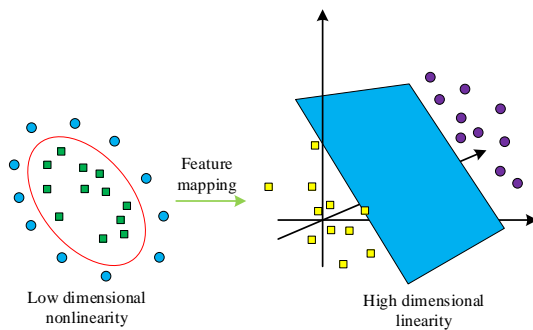 Feature
mapping
Low dimensional
nonlinearity
High dimensional
linearity